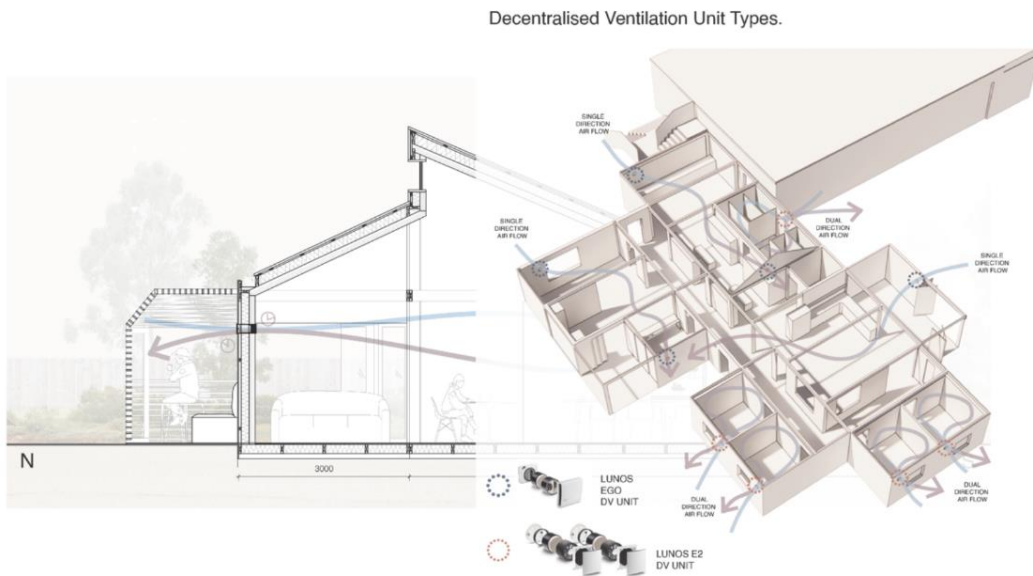 Decentralised Ventilation Unit Types.
SINGLE
DIRECTION
AIR FLOW
SINGLE
DIRECTION
AIR FLOW
DUAL
DIRECTION
AIR FLOW
SINGLE
DIRECTION
AIR FLOW
N
3000
LUNOS
EGO
DV UNIT
DUAL
DIRECTION
AIR FLOW
DUAL
DIRECTION
AIR FLOW
LUNOS E2
DV UNIT